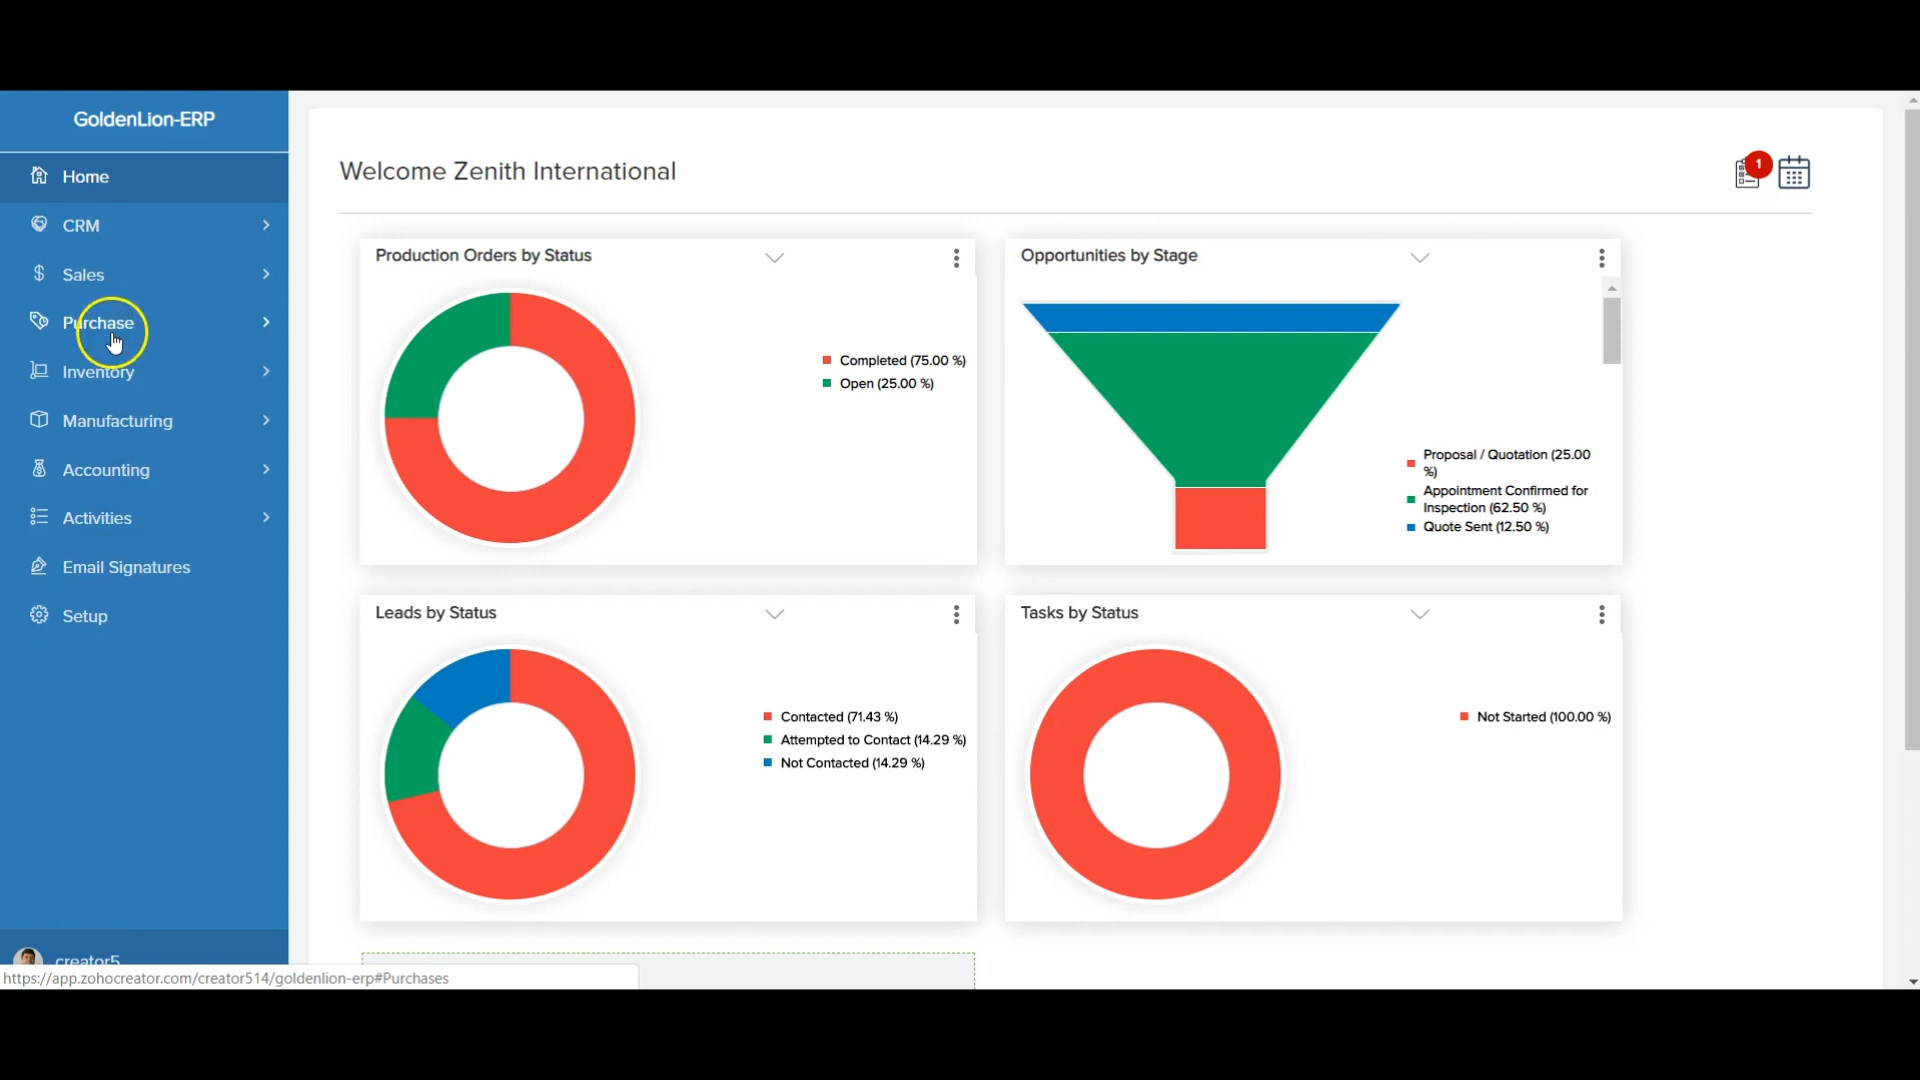 GoldenLion-ERP
Home
CRM
Sales
Purchase
Inventory
Manufacturing
Accounting
Activities
Email Signatures
Setup
creator5
https://app.zohocreator.com/creator514/goldenlion-erp#Purchases
Welcome Zenith International
1
Production Orders by Status
Completed (75.00 %)
Open (25.00 %)
Opportunities by Stage
Proposal / Quotation (25.00
%)
Appointment Confirmed for
Inspection (62.50 %)
Quote Sent (12.50 %)
Leads by Status
Contacted (71.43 %)
Attempted to Contact (14.29 %)
Not Contacted (14.29 %)
Tasks by Status
Not Started (100.00 %)